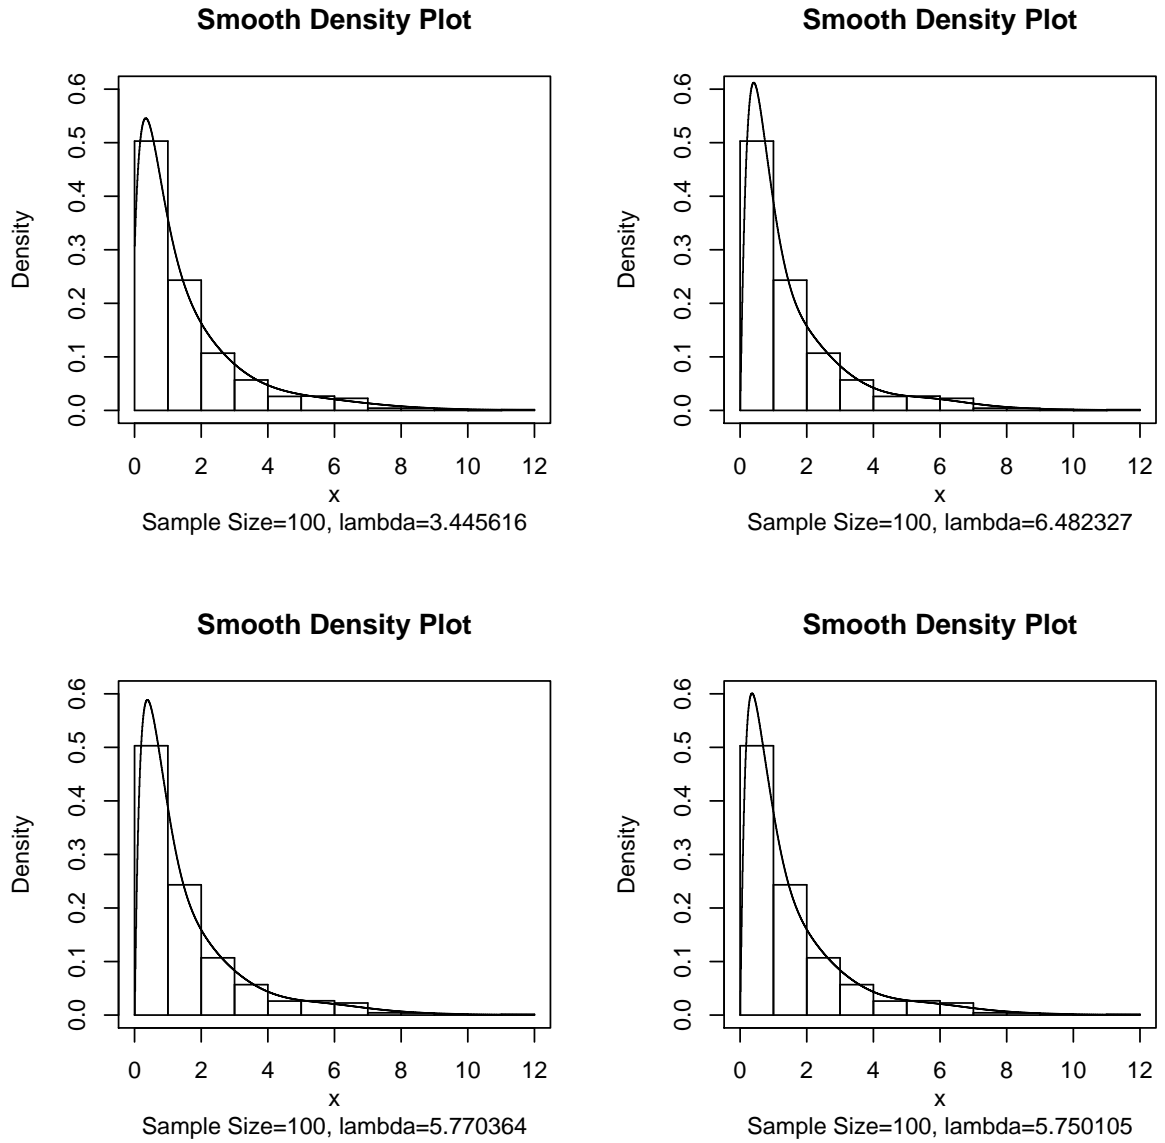 Smooth Density Plot
Density
0.0 0.1 0.2 0.3 0.4 0.5 0.6
0 2 4 6 8 10 12
x
Sample Size=100, lambda=3.445616
Smooth Density Plot
Density
0.0 0.1 0.2 0.3 0.4 0.5 0.6
0 2 4 6 8 10 12
x
Sample Size=100, lambda=6.482327
Smooth Density Plot
Density
0.0 0.1 0.2 0.3 0.4 0.5 0.6
0 2 4 6 8 10 12
x
Sample Size=100, lambda=5.770364
Smooth Density Plot
Density
0.0 0.1 0.2 0.3 0.4 0.5 0.6
0 2 4 6 8 10 12
x
Sample Size=100, lambda=5.750105